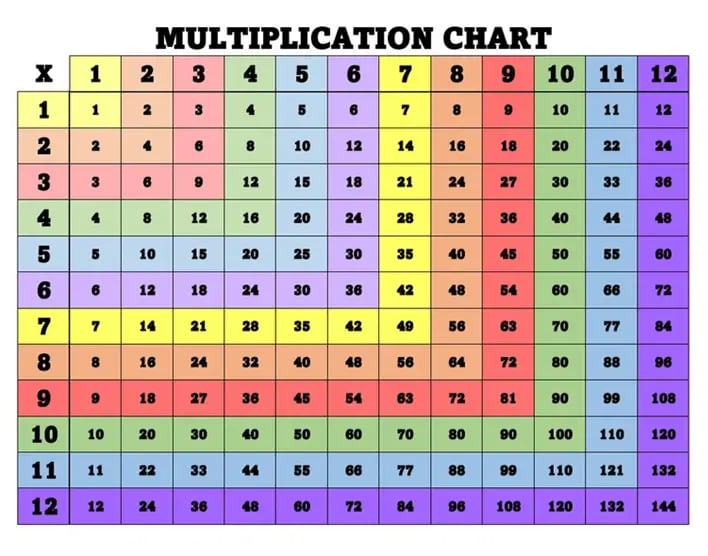 MULTIPLICATION CHART
X 1 2 3 4 5 6 7 8 9 10 11 12
1 1 2 3 4 5 6 7 8 9 10 11 12
2 2 4 6 8 10 12 14 16 18 20 22 24
3 3 6 9 12 15 18 21 24 27 30 33 36
4 4 8 12 16 20 24 28 32 36 40 44 48
5 5 10 15 20 25 30 35 40 45 50 55 60
6 6 12 18 24 30 36 42 48 54 60 66 72
7 7 14 21 28 35 42 49 56 63 70 77 84
8 8 16 24 32 40 48 56 64 72 80 88 96
9 9 18 27 36 45 54 63 72 81 90 99 108
10 10 20 30 40 50 60 70 80 90 100 110 120
11 11 22 33 44 55 66 77 88 99 110 121 132
12 12 24 36 48 60 72 84 96 108 120 132 144